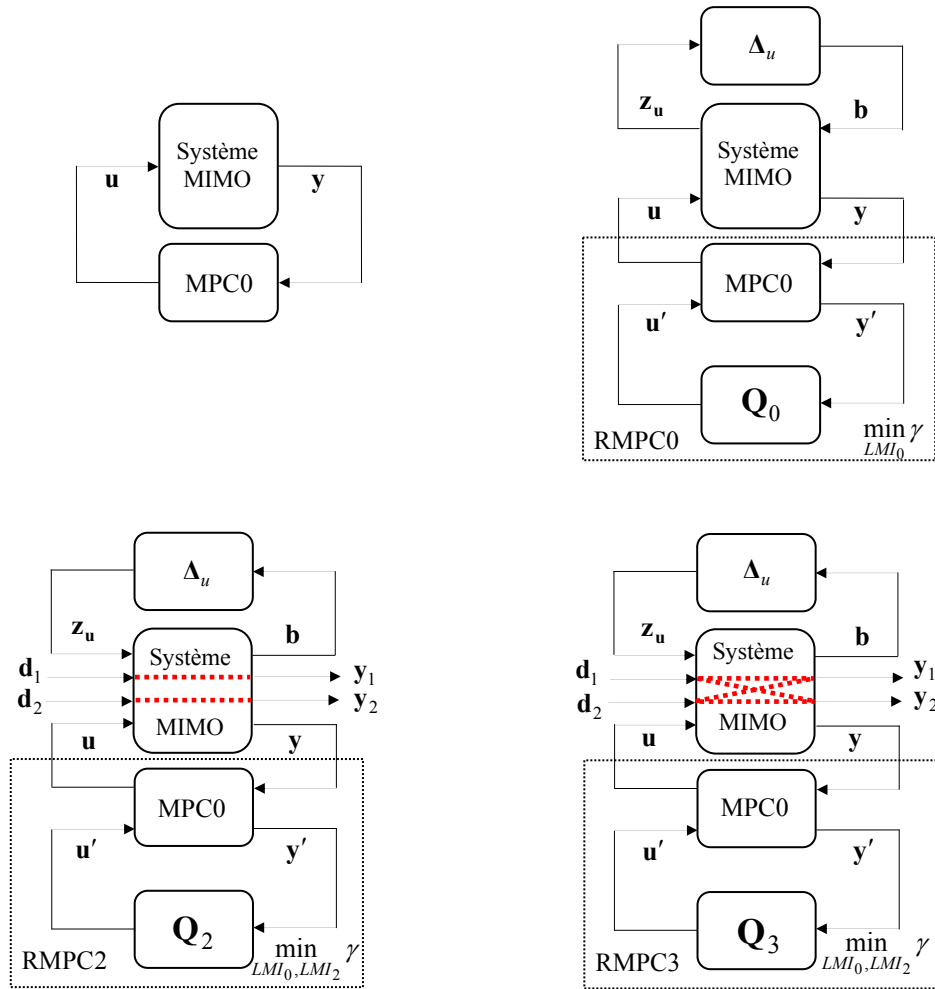 Système
MIMO
u
y
MPC0
Δu
zu
b
Système
MIMO
u
y
MPC0
u′
y′
Q0
RMPC0
min γ
LMI0
Δu
zu
b
Système
d1
y1
d2
y2
MIMO
u
y
MPC0
u′
y′
Q2
RMPC2
min γ
LMI0, LMI2
Δu
zu
b
Système
d1
y1
d2
y2
MIMO
u
y
MPC0
u′
y′
Q3
RMPC3
min γ
LMI0, LMI2